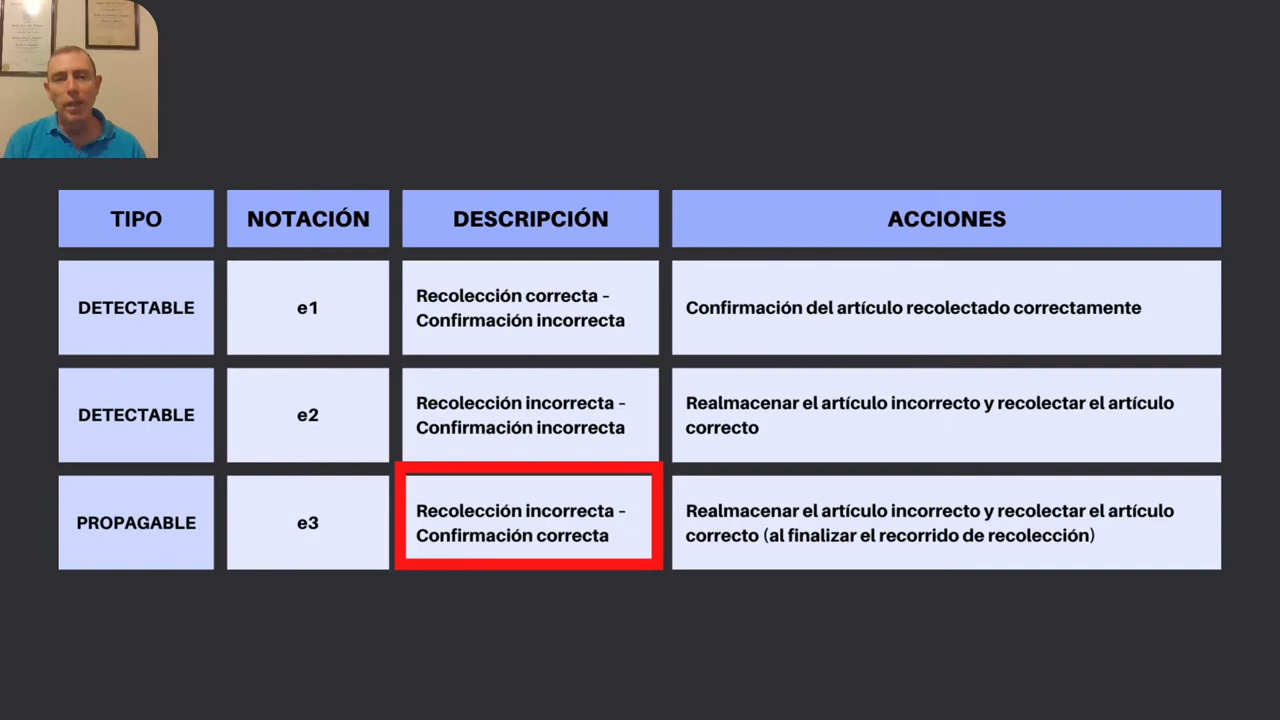 TIPO NOTACIÓN DESCRIPCIÓN ACCIONES
DETECTABLE
e1
Recolección correcta –
Confirmación incorrecta
Confirmación del artículo recolectado correctamente
DETECTABLE
e2
Recolección incorrecta –
Confirmación incorrecta
Realmacenar el artículo incorrecto y recolectar el artículo
correcto
PROPAGABLE
e3
Recolección incorrecta –
Confirmación correcta
Realmacenar el artículo incorrecto y recolectar el artículo
correcto (al finalizar el recorrido de recolección)